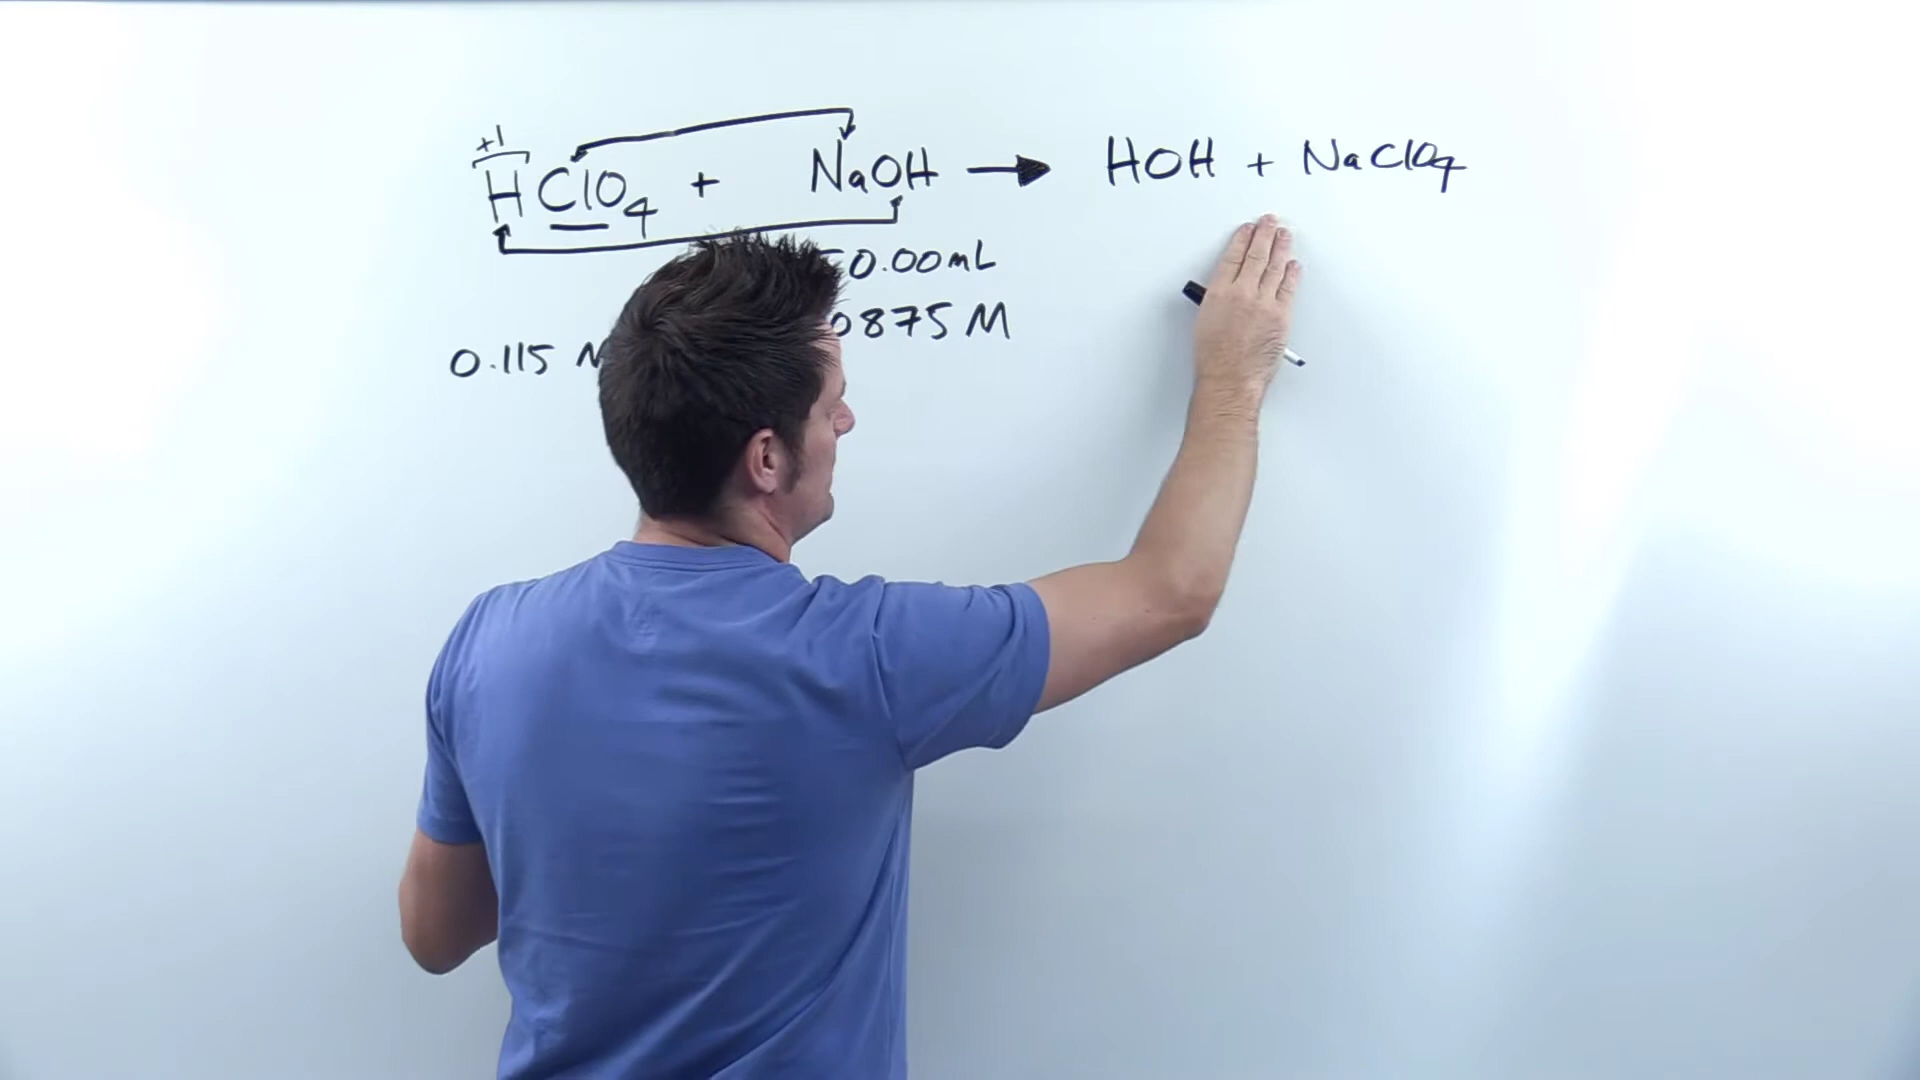 +1
HClO4 + NaOH → HOH + NaClO4
0.00mL
0875 M
0.115